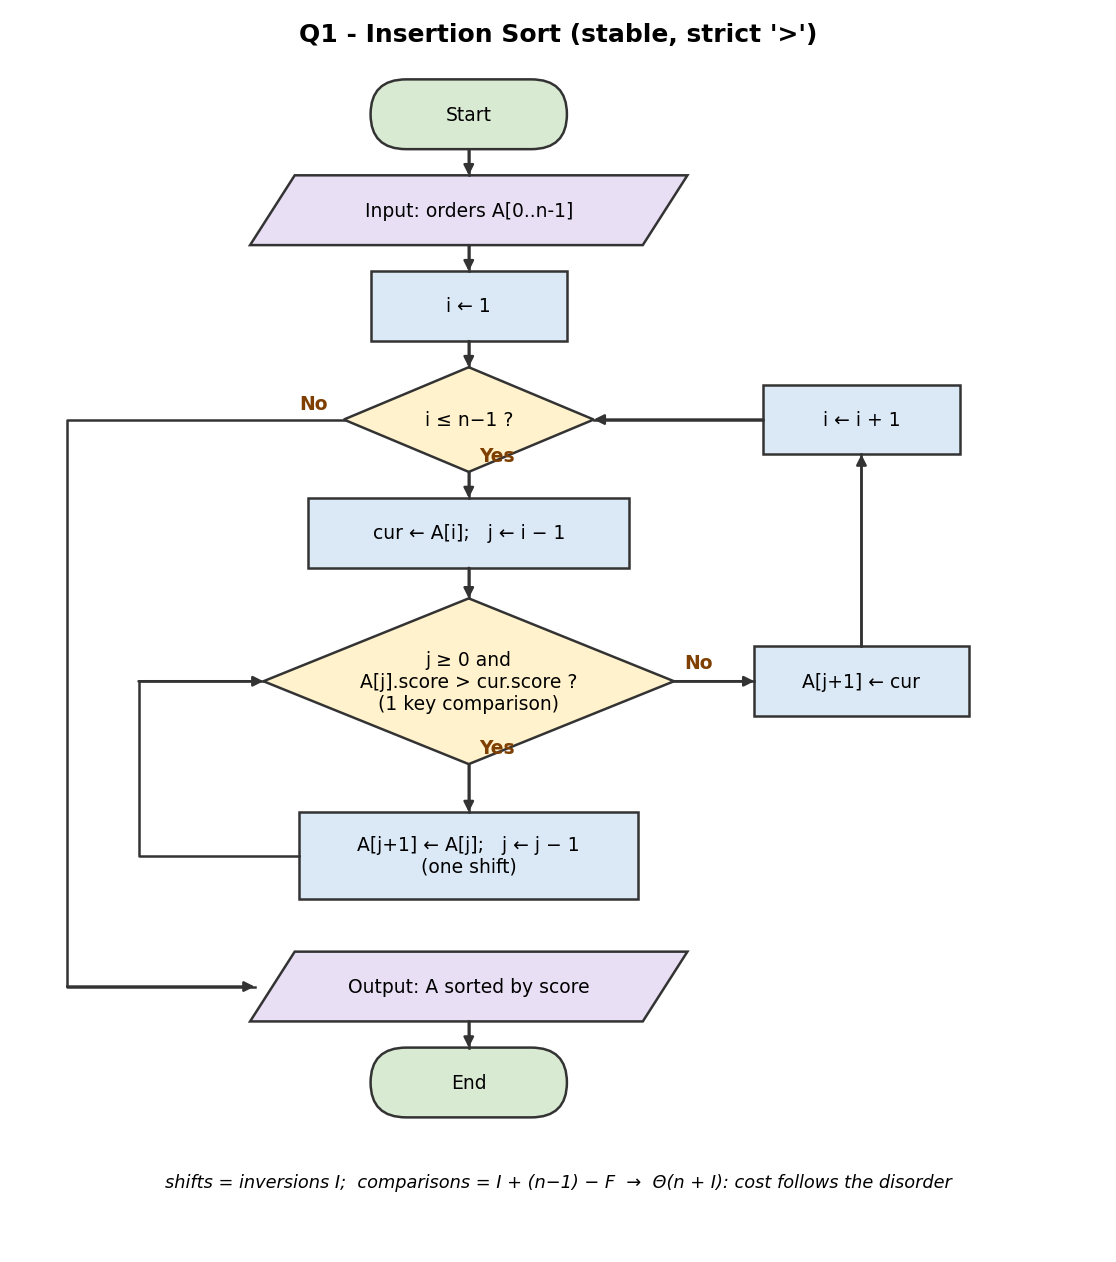 Q1 - Insertion Sort (stable, strict '>')
Start
Input: orders A[0..n-1]
i ← 1
No
i ≤ n−1 ?
i ← i + 1
Yes
cur ← A[i];   j ← i − 1
j ≥ 0 and
A[j].score > cur.score ?
(1 key comparison)
No
A[j+1] ← cur
Yes
A[j+1] ← A[j];   j ← j − 1
(one shift)
Output: A sorted by score
End
shifts = inversions I;  comparisons = I + (n−1) − F  →  Θ(n + I): cost follows the disorder